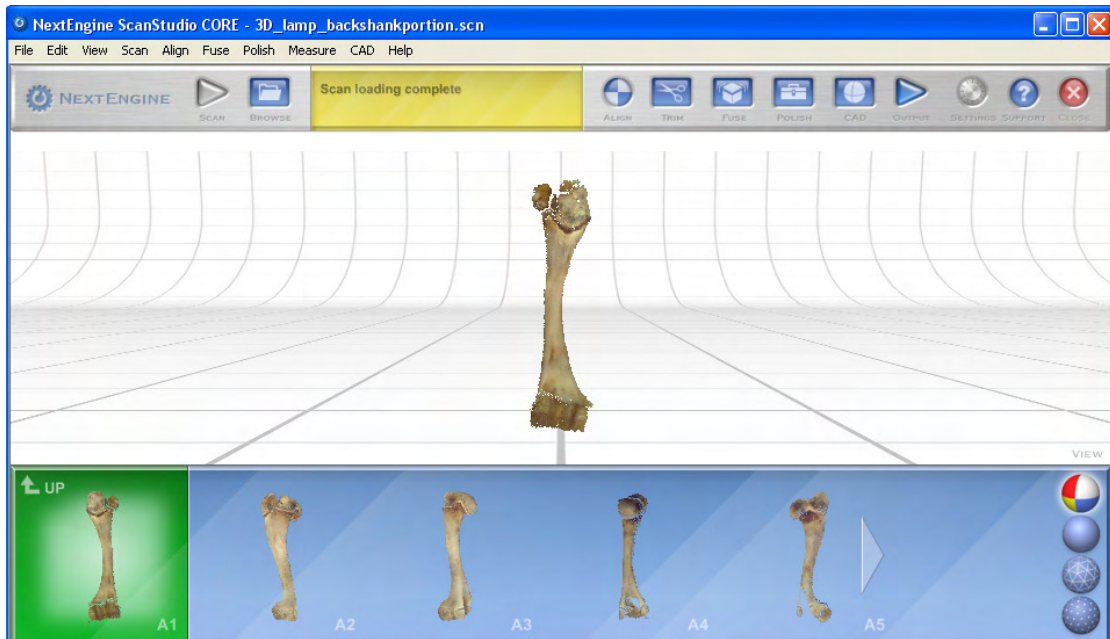 NextEngine ScanStudio CORE - 3D_lamp_backshankportion.scn
File Edit View Scan Align Fuse Polish Measure CAD Help
NEXTENGINE
SCAN
BROWSE
Scan loading complete
ALIGN
TRIM
FUSE
POLISH
CAD
OUTPUT
SETTINGS
SUPPORT
CLOSE
VIEW
UP
A1
A2
A3
A4
A5